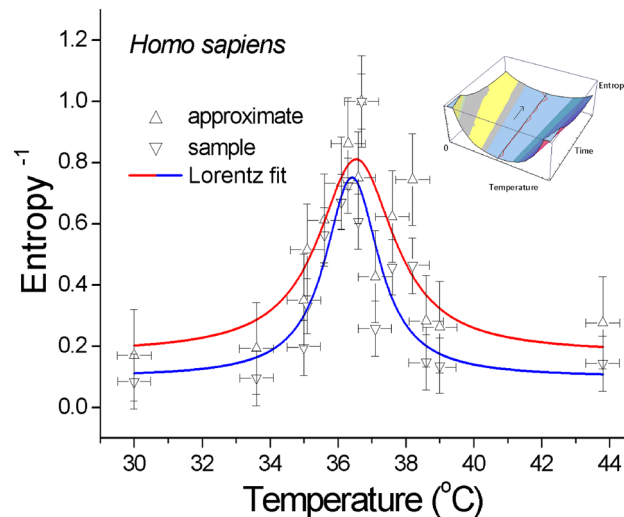 Homo sapiens
approximate
sample
Lorentz fit
Entropy -1
1.2
1.0
0.8
0.6
0.4
0.2
0.0
30
32
34
36
38
40
42
44
Temperature (°C)
Entrop
Time
Temperature
0